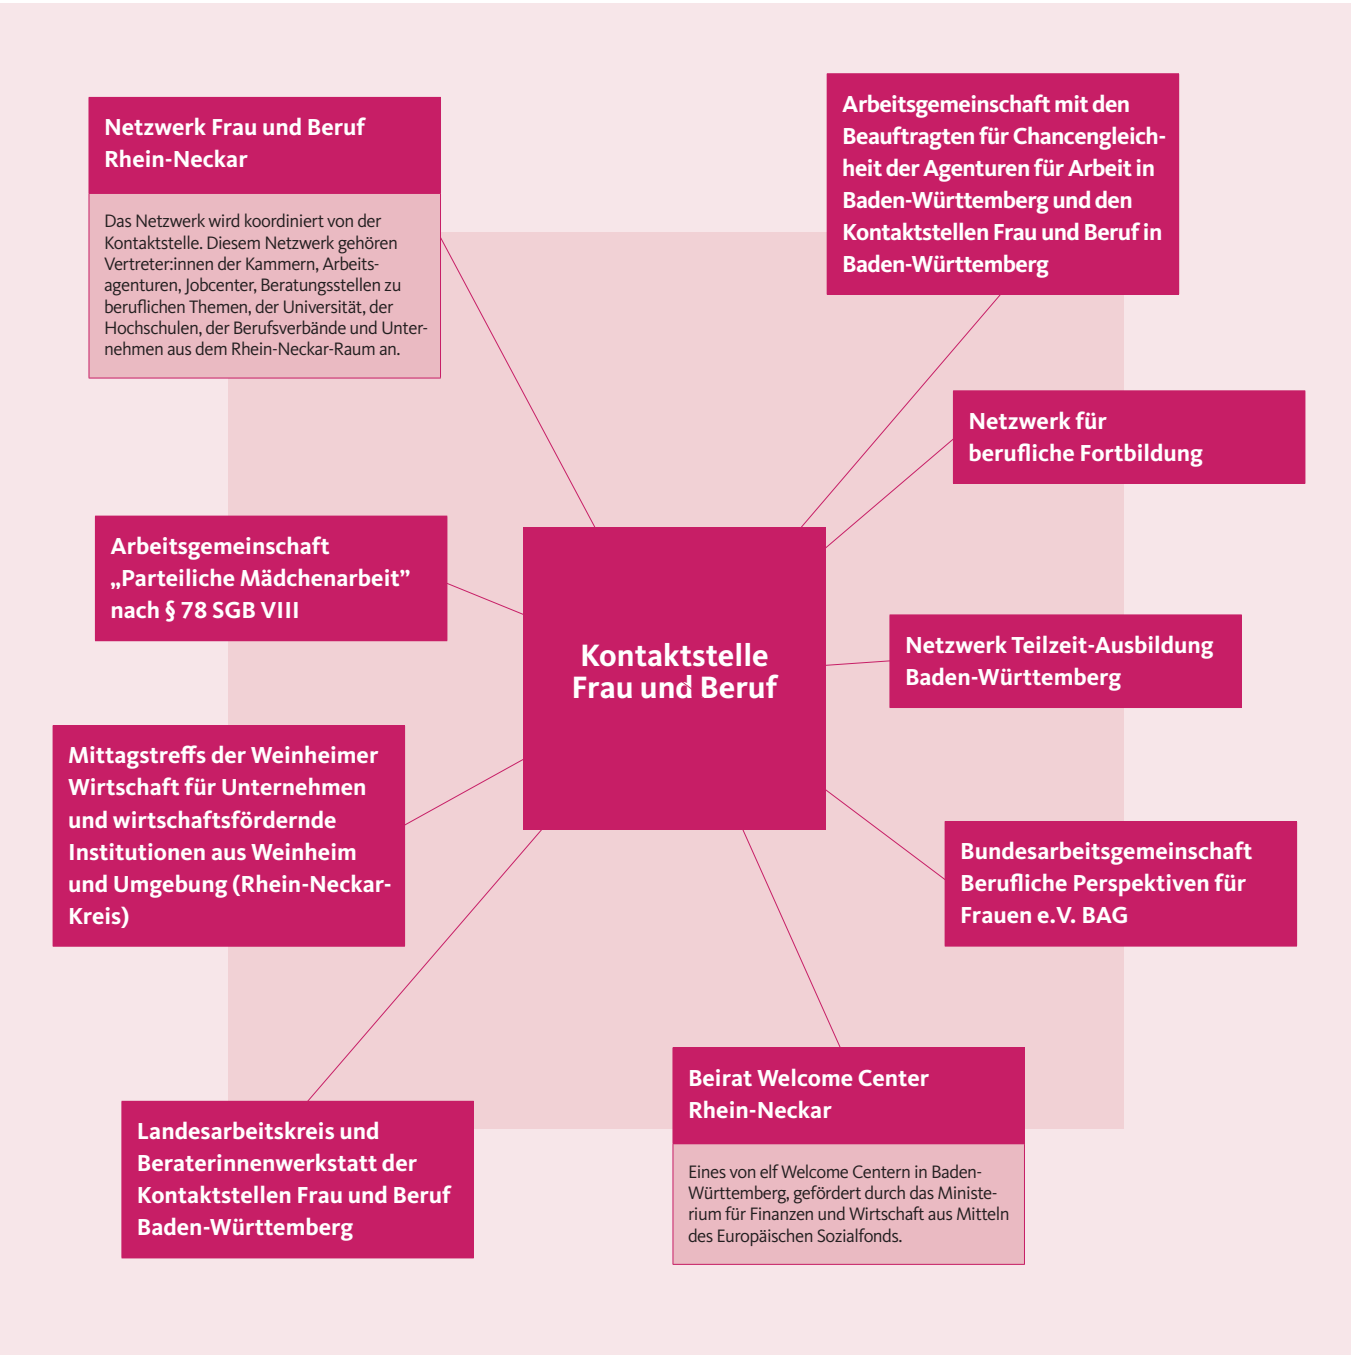 Netzwerk Frau und Beruf
Rhein-Neckar
Das Netzwerk wird koordiniert von der
Kontaktstelle. Diesem Netzwerk gehören
Vertreter:innen der Kammern, Arbeits-
agenturen, Jobcenter, Beratungsstellen zu
beruflichen Themen, der Universität, der
Hochschulen, der Berufsverbände und Unter-
nehmen aus dem Rhein-Neckar-Raum an.
Arbeitsgemeinschaft mit den
Beauftragten für Chancengleich-
heit der Agenturen für Arbeit in
Baden-Württemberg und den
Kontaktstellen Frau und Beruf in
Baden-Württemberg
Netzwerk für
berufliche Fortbildung
Arbeitsgemeinschaft
„Parteiliche Mädchenarbeit”
nach § 78 SGB VIII
Kontaktstelle
Frau und Beruf
Netzwerk Teilzeit-Ausbildung
Baden-Württemberg
Mittagstreffs der Weinheimer
Wirtschaft für Unternehmen
und wirtschaftsfördernde
Institutionen aus Weinheim
und Umgebung (Rhein-Neckar-
Kreis)
Bundesarbeitsgemeinschaft
Berufliche Perspektiven für
Frauen e.V. BAG
Landesarbeitskreis und
Beraterinnenwerkstatt der
Kontaktstellen Frau und Beruf
Baden-Württemberg
Beirat Welcome Center
Rhein-Neckar
Eines von elf Welcome Centern in Baden-
Württemberg, gefördert durch das Ministe-
rium für Finanzen und Wirtschaft aus Mitteln
des Europäischen Sozialfonds.